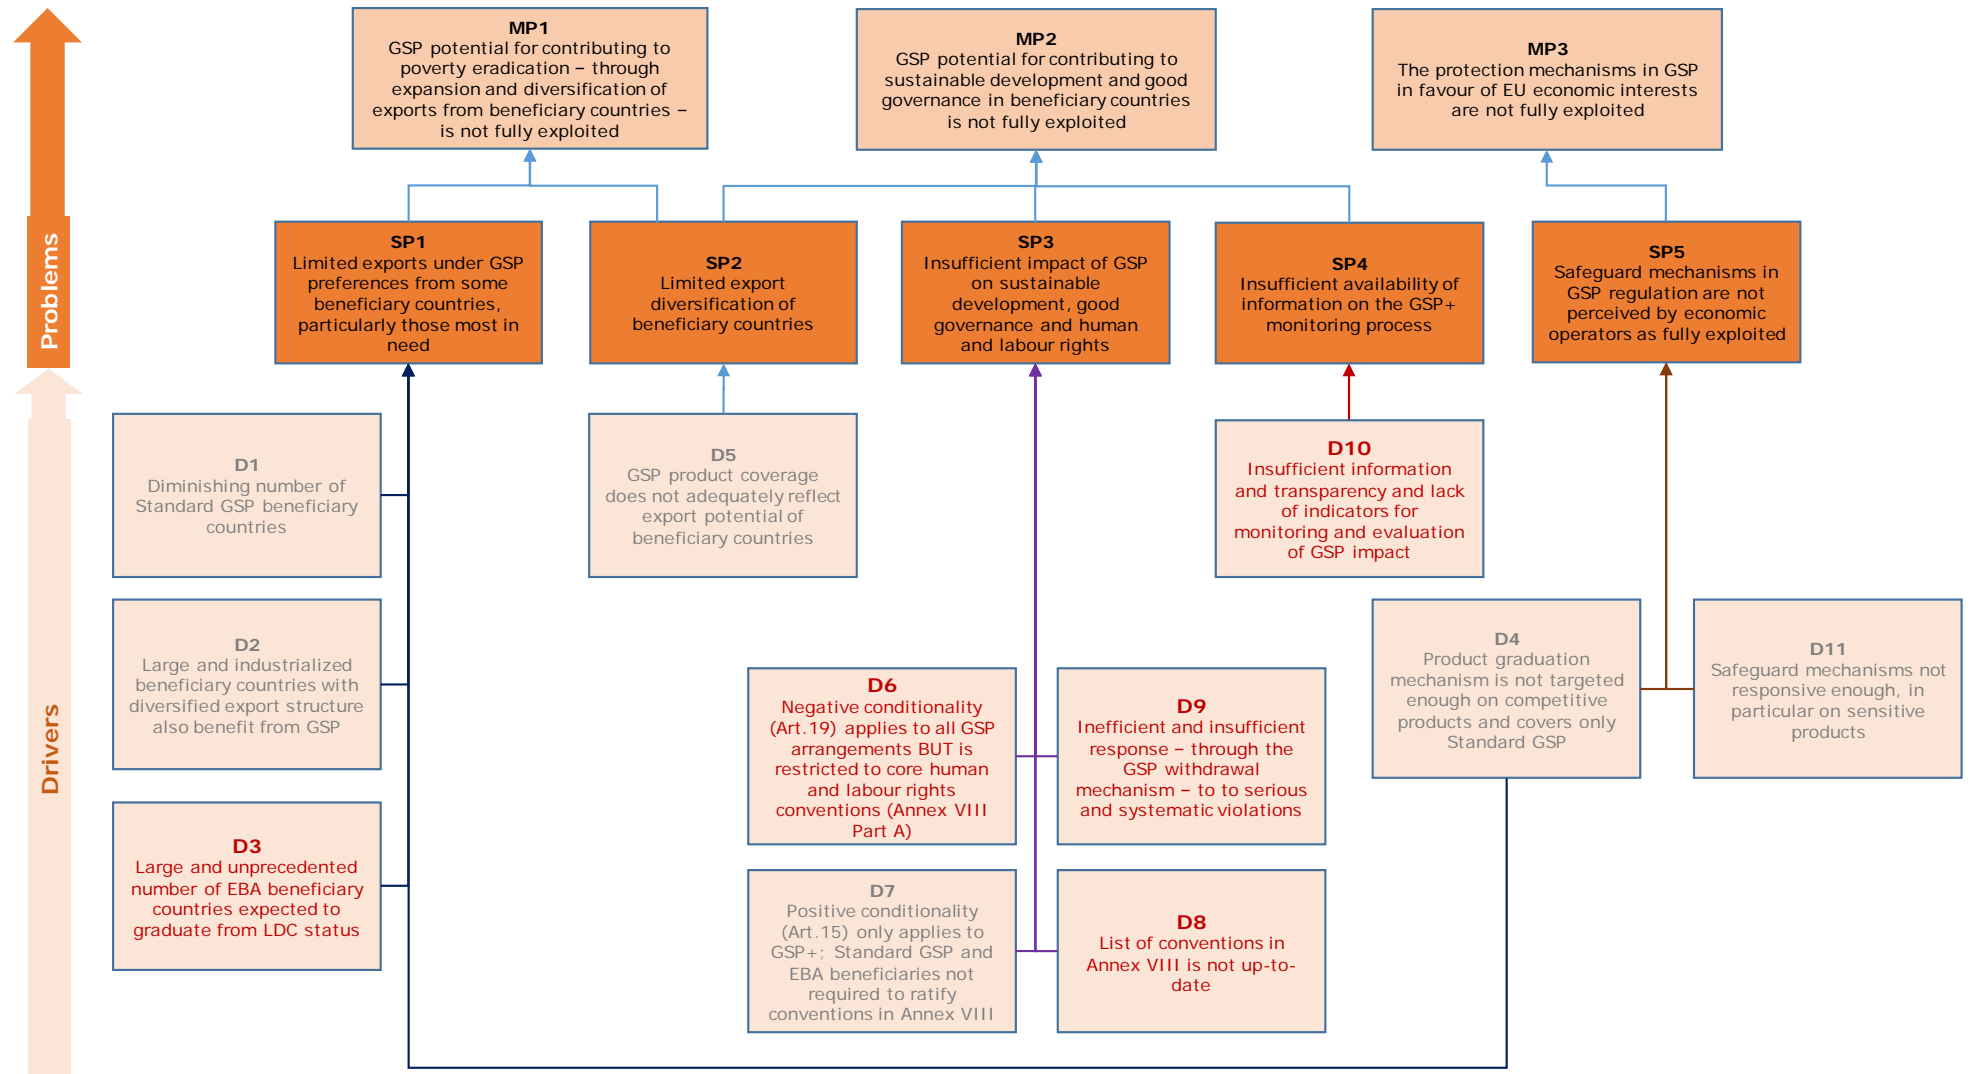 MP1
GSP potential for contributing to
poverty eradication – through
expansion and diversification of
exports from beneficiary countries –
is not fully exploited
MP2
GSP potential for contributing to
sustainable development and good
governance in beneficiary countries
is not fully exploited
MP3
The protection mechanisms in GSP
in favour of EU economic interests
are not fully exploited
Problems
SP1
Limited exports under GSP
preferences from some
beneficiary countries,
particularly those most in
need
SP2
Limited export
diversification of
beneficiary countries
SP3
Insufficient impact of GSP
on sustainable
development, good
governance and human
and labour rights
SP4
Insufficient availability of
information on the GSP+
monitoring process
SP5
Safeguard mechanisms in
GSP regulation are not
perceived by economic
operators as fully exploited
Drivers
D1
Diminishing number of
Standard GSP beneficiary
countries
D5
GSP product coverage
does not adequately reflect
export potential of
beneficiary countries
D10
Insufficient information
and transparency and lack
of indicators for
monitoring and evaluation
of GSP impact
D2
Large and industrialized
beneficiary countries with
diversified export structure
also benefit from GSP
D6
Negative conditionality
(Art.19) applies to all GSP
arrangements BUT is
restricted to core human
and labour rights
conventions (Annex VIII
Part A)
D9
Inefficient and insufficient
response – through the
GSP withdrawal
mechanism – to to serious
and systematic violations
D4
Product graduation
mechanism is not targeted
enough on competitive
products and covers only
Standard GSP
D11
Safeguard mechanisms not
responsive enough, in
particular on sensitive
products
D3
Large and unprecedented
number of EBA beneficiary
countries expected to
graduate from LDC status
D7
Positive conditionality
(Art.15) only applies to
GSP+; Standard GSP and
EBA beneficiaries not
required to ratify
conventions in Annex VIII
D8
List of conventions in
Annex VIII is not up-to-
date